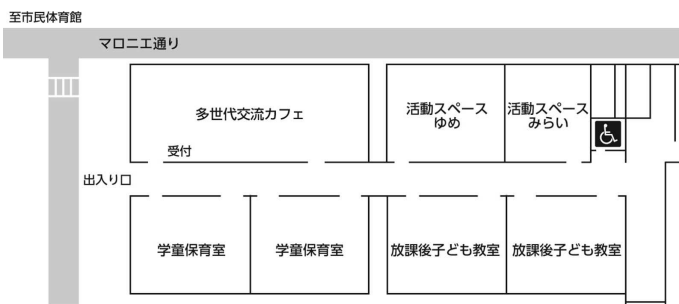 至市民体育館
マロニエ通り
多世代交流カフェ
活動スペース
ゆめ
活動スペース
みらい
受付
出入り口
学童保育室
学童保育室
放課後子ども教室
放課後子ども教室